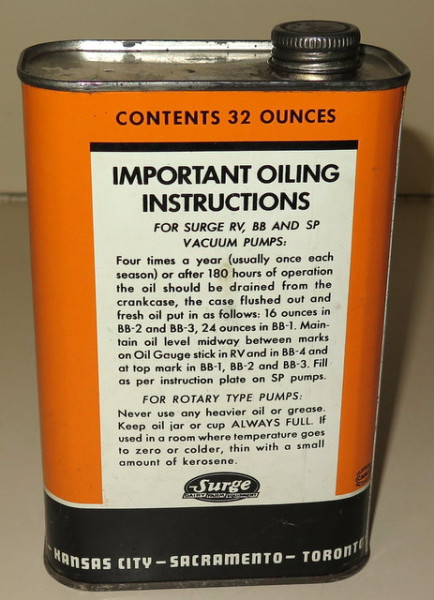 CONTENTS 32 OUNCES
IMPORTANT OILING
INSTRUCTIONS
FOR SURGE RV, BB AND SP
VACUUM PUMPS:
Four times a year (usually once each
season) or after 180 hours of operation
the oil should be drained from the
crankcase, the case flushed out and
fresh oil put in as follows: 16 ounces in
BB-2 and BB-3, 24 ounces in BB-1. Main-
tain oil level midway between marks
on Oil Gauge stick in RV and in BB-4 and
at top mark in BB-1, BB-2 and BB-3. Fill
as per instruction plate on SP pumps.
FOR ROTARY TYPE PUMPS:
Never use any heavier oil or grease.
Keep oil jar or cup ALWAYS FULL. If
used in a room where temperature goes
to zero or colder, thin with a small
amount of kerosene.
Surge
DAIRY FARM EQUIPMENT
– KANSAS CITY – SACRAMENTO – TORONTO